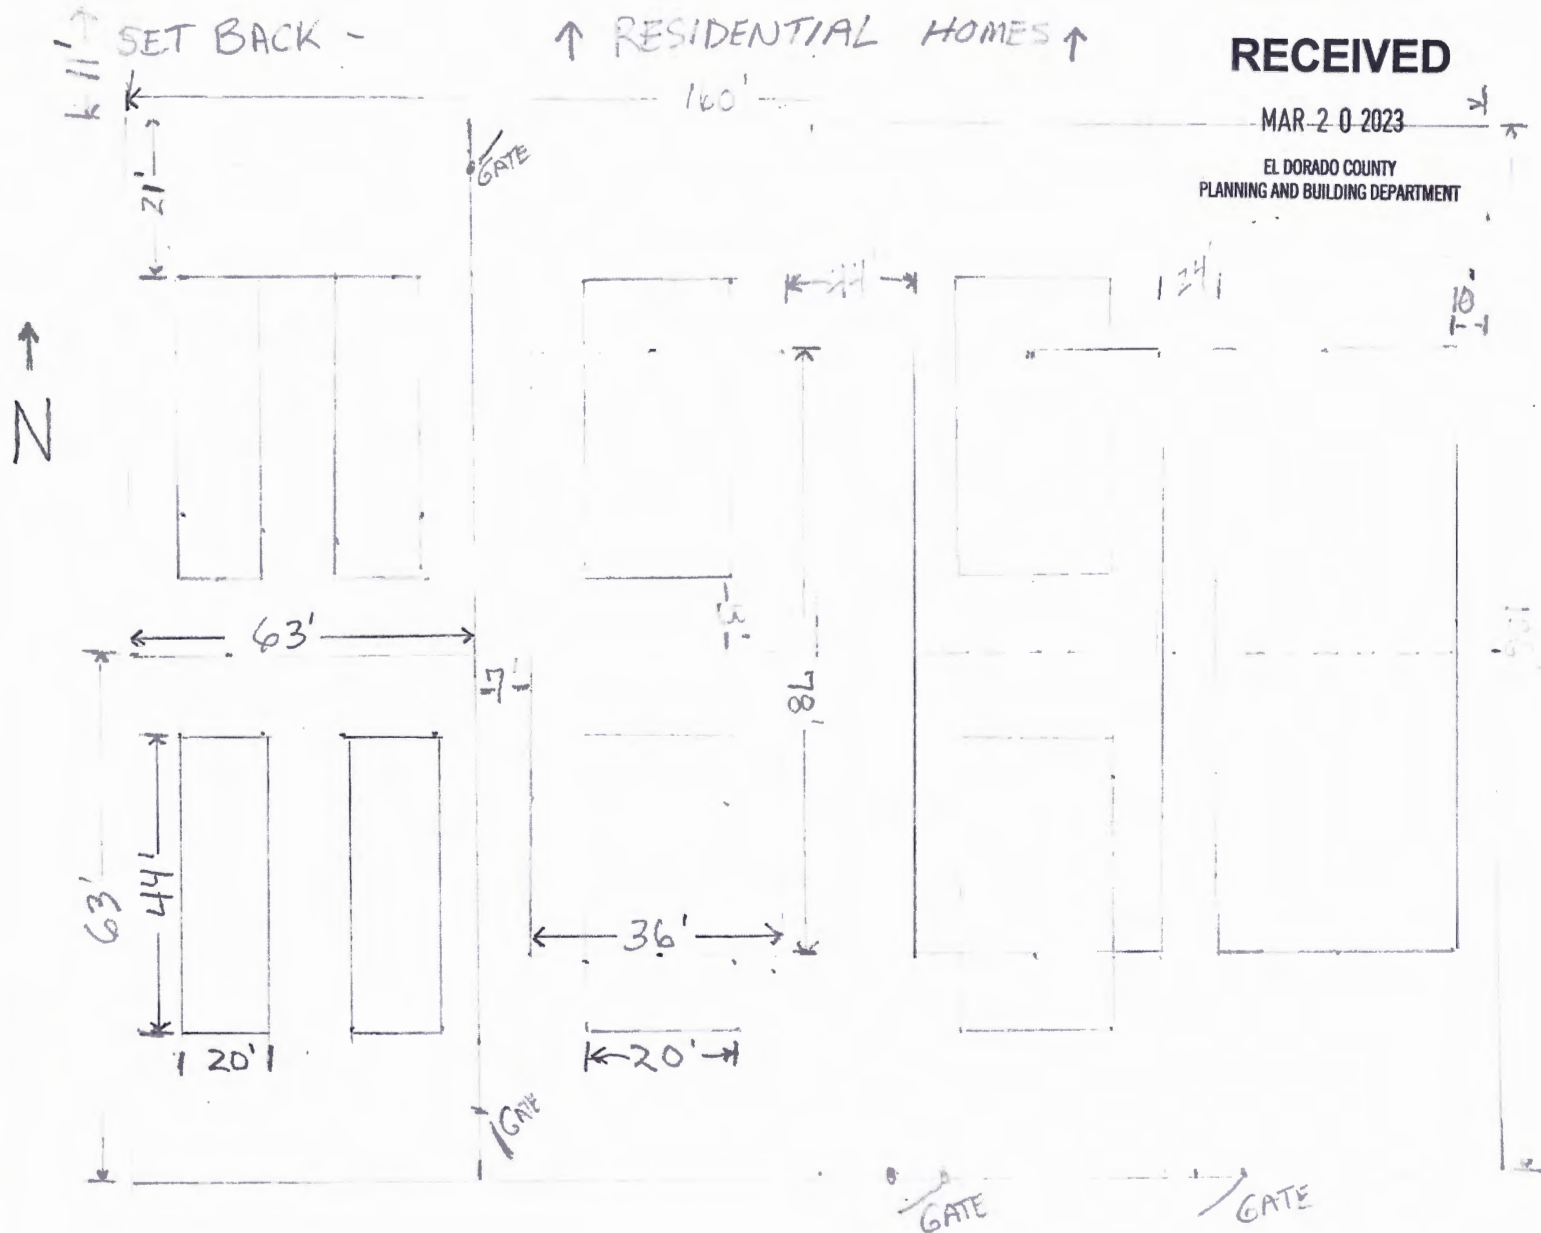 11' SET BACK - ↑ RESIDENTIAL HOMES ↑
RECEIVED
160'
MAR 20 2023
EL DORADO COUNTY
PLANNING AND BUILDING DEPARTMENT
GATE
21'
10'
N
63'
7'
78'
63'
44'
36'
20'
20'
GATE
GATE
GATE